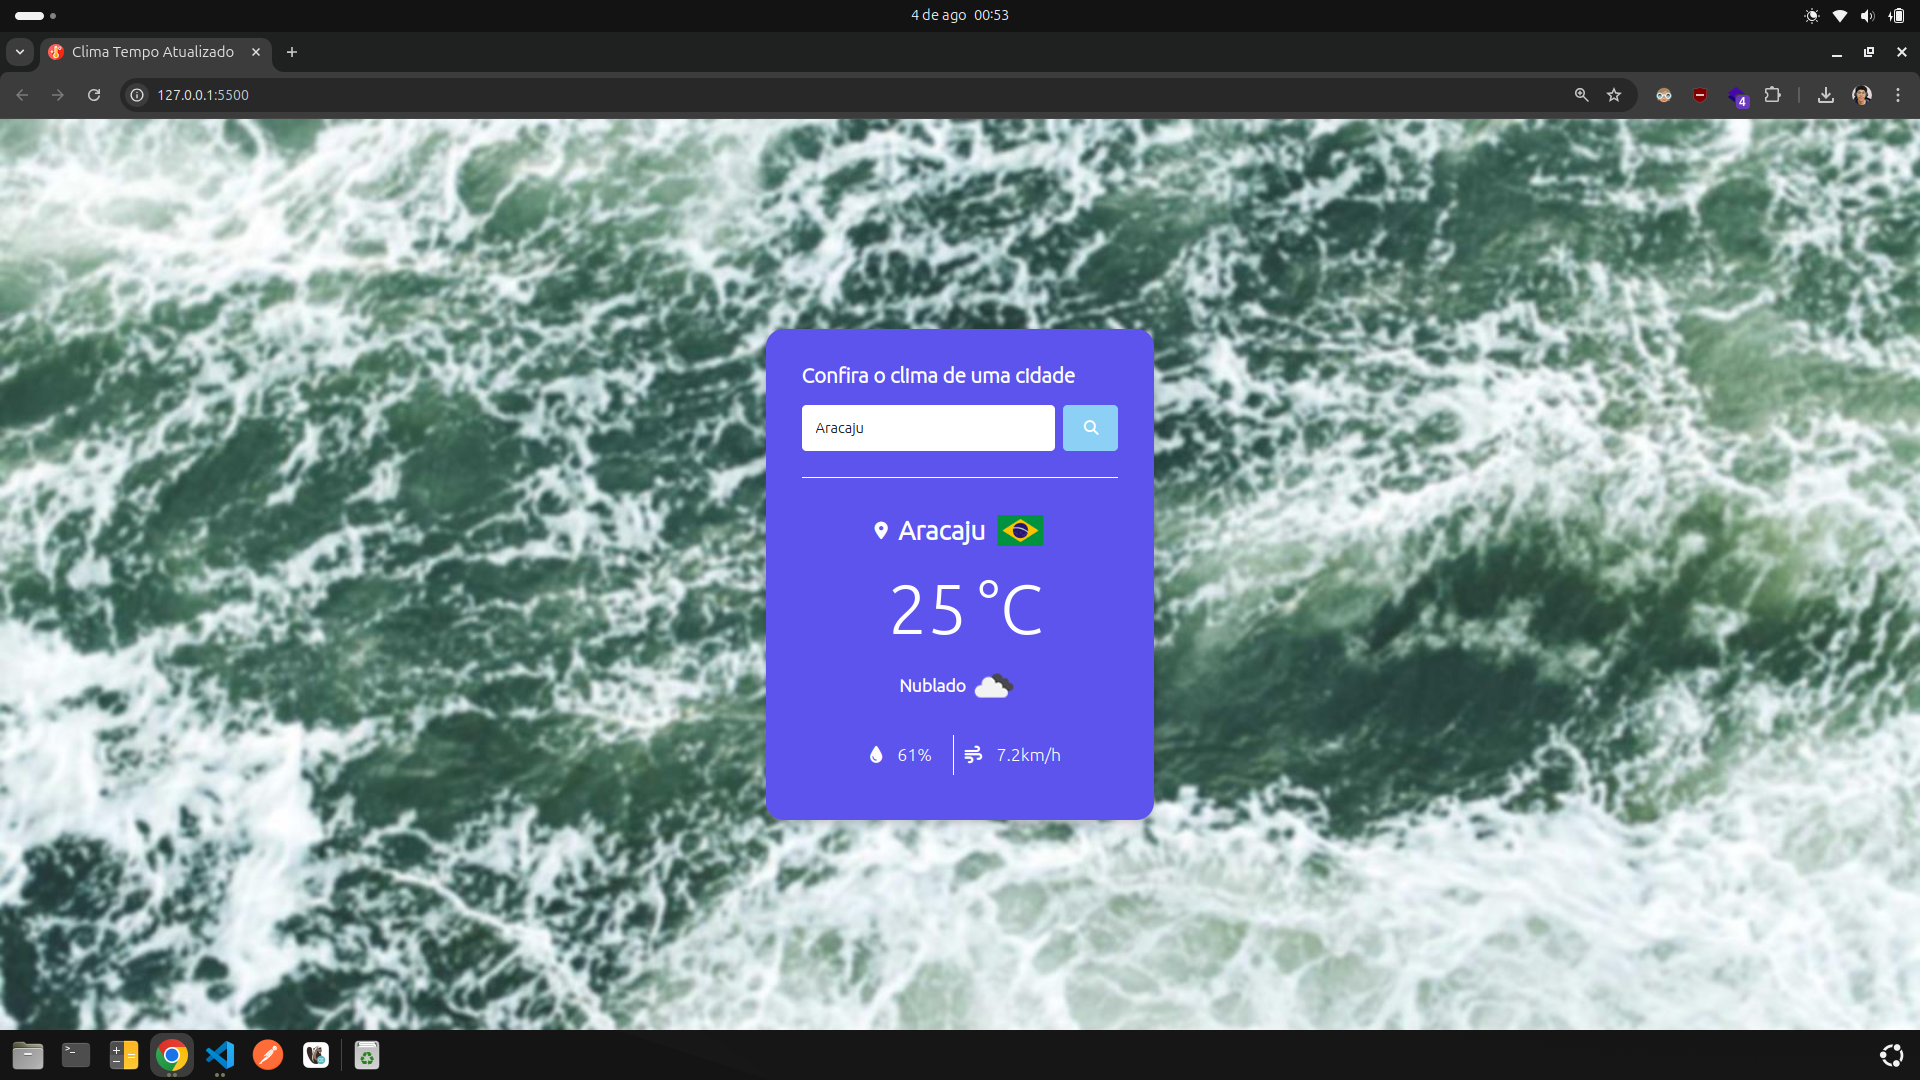 4 de ago 00:53
Clima Tempo Atualizado
127.0.0.1:5500
4
Confira o clima de uma cidade
Aracaju
Aracaju
25 °C
Nublado
61%
7.2km/h